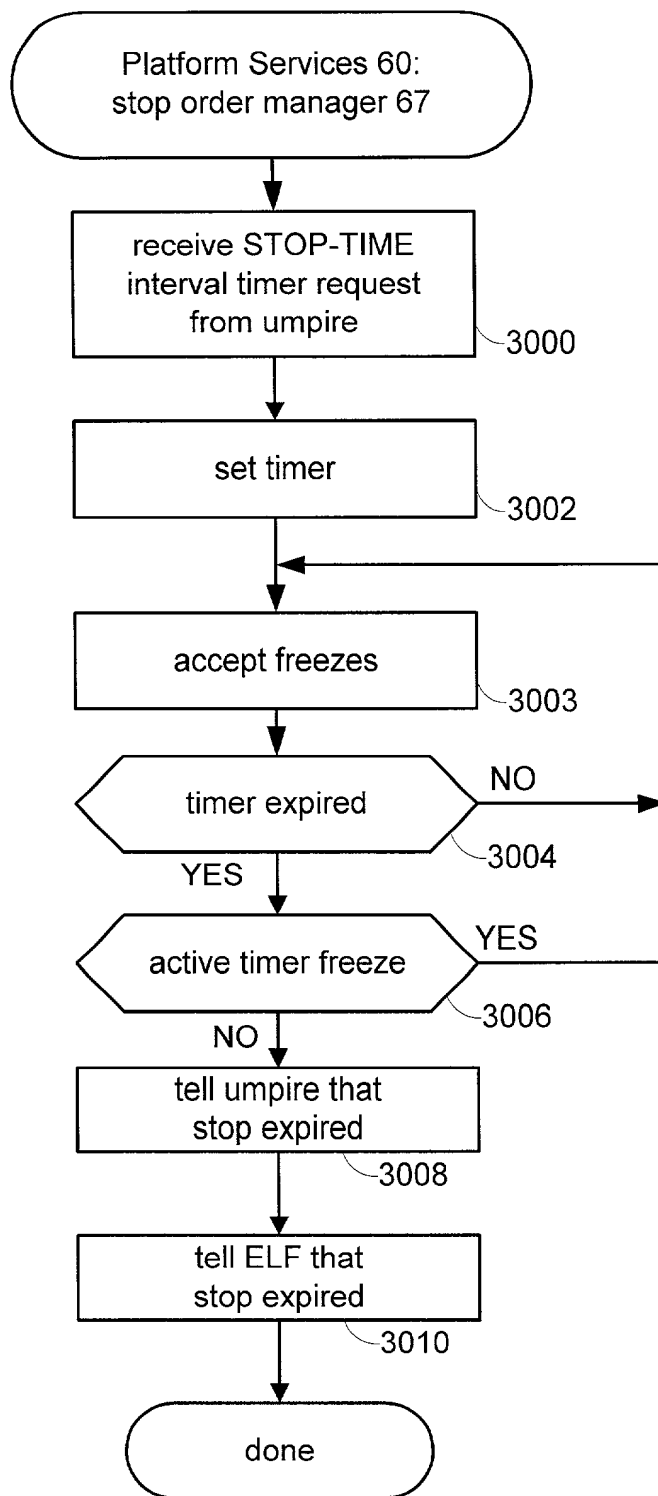 Platform Services 60:
stop order manager 67
receive STOP-TIME
interval timer request
from umpire
3000
set timer
3002
accept freezes
3003
timer expired
NO
3004
YES
active timer freeze
YES
3006
NO
tell umpire that
stop expired
3008
tell ELF that
stop expired
3010
done